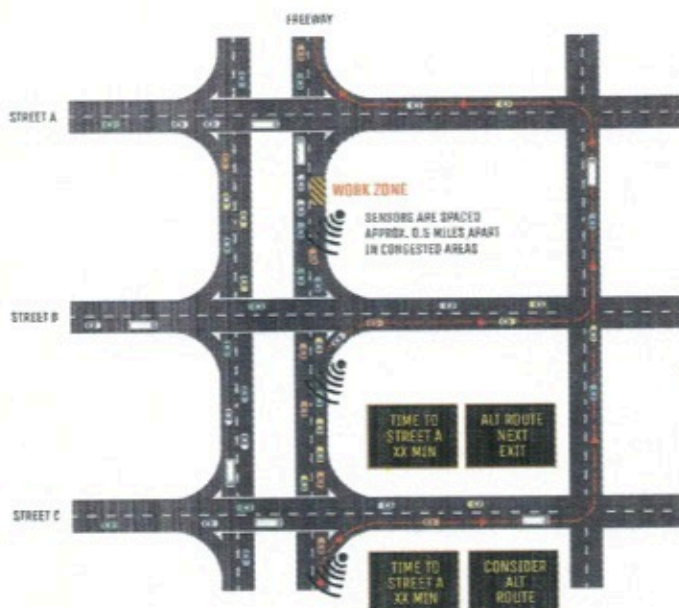 FREEWAY
STREET A
WORK ZONE
SENSORS ARE SPACED
APPROX. 0.5 MILES APART
IN CONGESTED AREAS
STREET B
TIME TO
STREET A
XX MIN
ALT ROUTE
NEXT
EXIT
STREET C
TIME TO
STREET A
XX MIN
CONSIDER
ALT
ROUTE